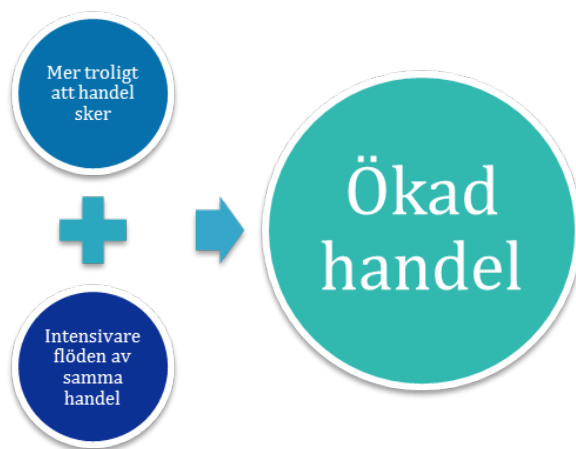 Mer troligt
att handel
sker
Intensivare
flöden av
samma
handel
Ökad
handel